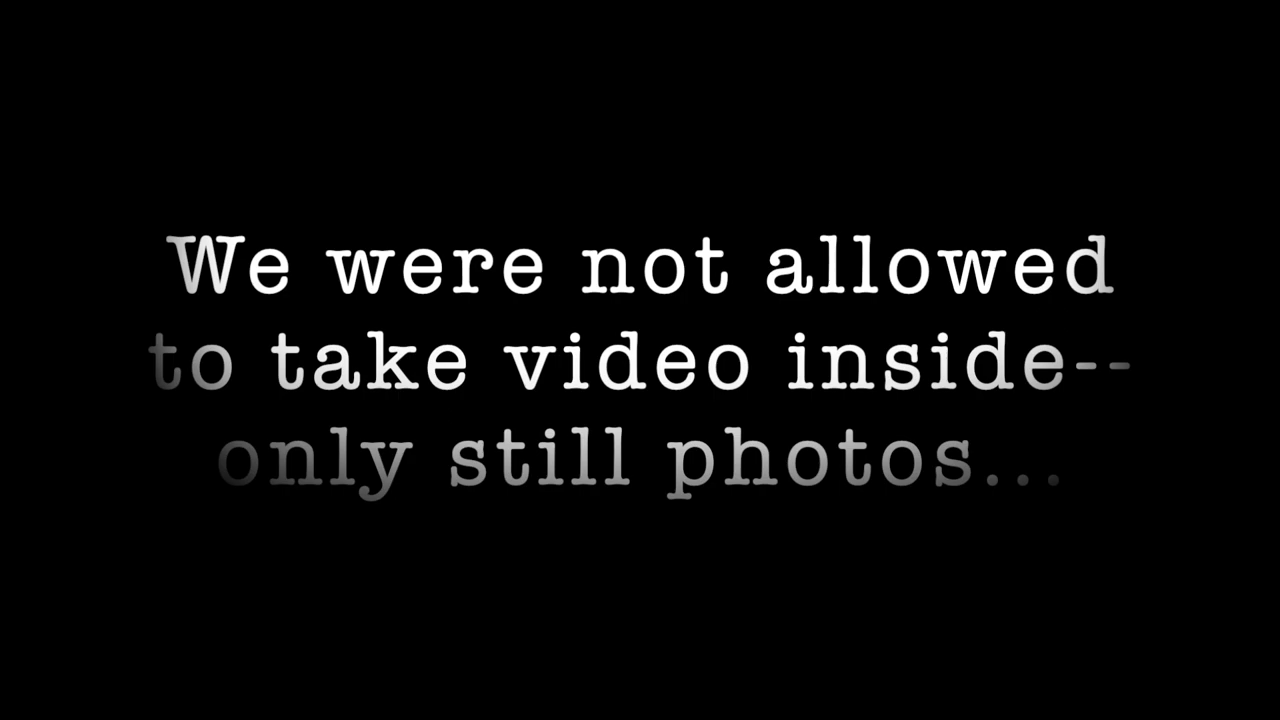 We were not allowed
to take video inside--
only still photos...